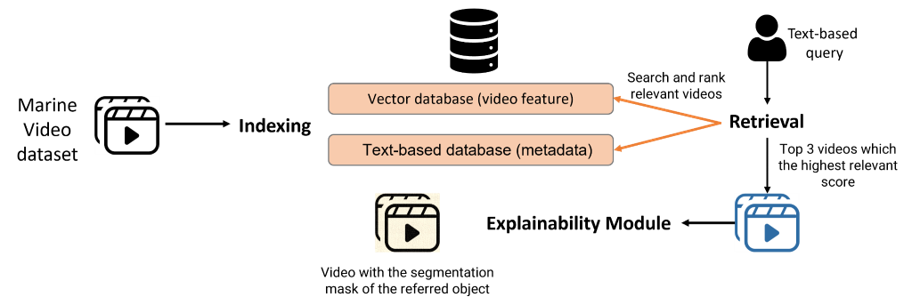 Text-based
query
Search and rank
relevant videos
Vector database (video feature)
Marine
Video
dataset
Indexing
Retrieval
Text-based database (metadata)
Top 3 videos which
the highest relevant
score
Explainability Module
Video with the segmentation
mask of the referred object